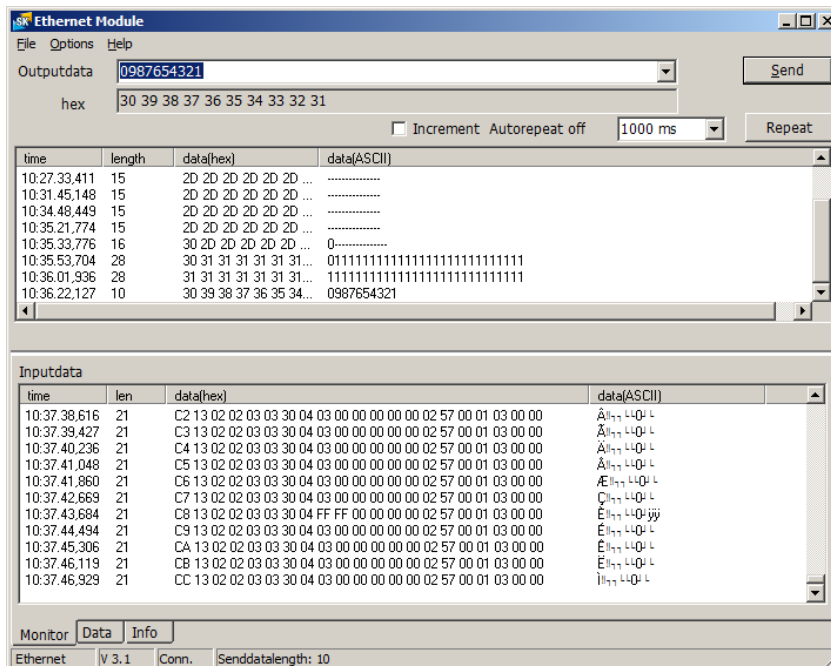 SK Ethernet Module
File Options Help
Outputdata 0987654321 Send
hex 30 39 38 37 36 35 34 33 32 31
Increment Autorepeat off 1000 ms Repeat
time length data(hex) data(ASCII)
10:27.33,411 15 2D 2D 2D 2D 2D 2D ... ---------------
10:31.45,148 15 2D 2D 2D 2D 2D 2D ... ---------------
10:34.48,449 15 2D 2D 2D 2D 2D 2D ... ---------------
10:35.21,774 15 2D 2D 2D 2D 2D 2D ... ---------------
10:35.33,776 16 30 2D 2D 2D 2D 2D ... 0---------------
10:35.53,704 28 30 31 31 31 31 31 31... 0111111111111111111111111111
10:36.01,936 28 31 31 31 31 31 31 31... 1111111111111111111111111111
10:36.22,127 10 30 39 38 37 36 35 34... 0987654321
Inputdata
time len data(hex) data(ASCII)
10:37.38,616 21 C2 13 02 02 03 03 30 04 03 00 00 00 00 00 02 57 00 01 03 00 00 Â‼┐┐└└0┘└
10:37.39,427 21 C3 13 02 02 03 03 30 04 03 00 00 00 00 00 02 57 00 01 03 00 00 Ã‼┐┐└└0┘└
10:37.40,236 21 C4 13 02 02 03 03 30 04 03 00 00 00 00 00 02 57 00 01 03 00 00 Ä‼┐┐└└0┘└
10:37.41,048 21 C5 13 02 02 03 03 30 04 03 00 00 00 00 00 02 57 00 01 03 00 00 Å‼┐┐└└0┘└
10:37.41,860 21 C6 13 02 02 03 03 30 04 03 00 00 00 00 00 02 57 00 01 03 00 00 Æ‼┐┐└└0┘└
10:37.42,669 21 C7 13 02 02 03 03 30 04 03 00 00 00 00 00 02 57 00 01 03 00 00 Ç‼┐┐└└0┘└
10:37.43,684 21 C8 13 02 02 03 03 30 04 FF FF 00 00 00 00 02 57 00 01 03 00 00 È‼┐┐└└0┘ÿÿ
10:37.44,494 21 C9 13 02 02 03 03 30 04 03 00 00 00 00 00 02 57 00 01 03 00 00 É‼┐┐└└0┘└
10:37.45,306 21 CA 13 02 02 03 03 30 04 03 00 00 00 00 00 02 57 00 01 03 00 00 Ê‼┐┐└└0┘└
10:37.46,119 21 CB 13 02 02 03 03 30 04 03 00 00 00 00 00 02 57 00 01 03 00 00 Ë‼┐┐└└0┘└
10:37.46,929 21 CC 13 02 02 03 03 30 04 03 00 00 00 00 00 02 57 00 01 03 00 00 Ì‼┐┐└└0┘└
Monitor Data Info
Ethernet V 3.1 Conn. Senddatalength: 10